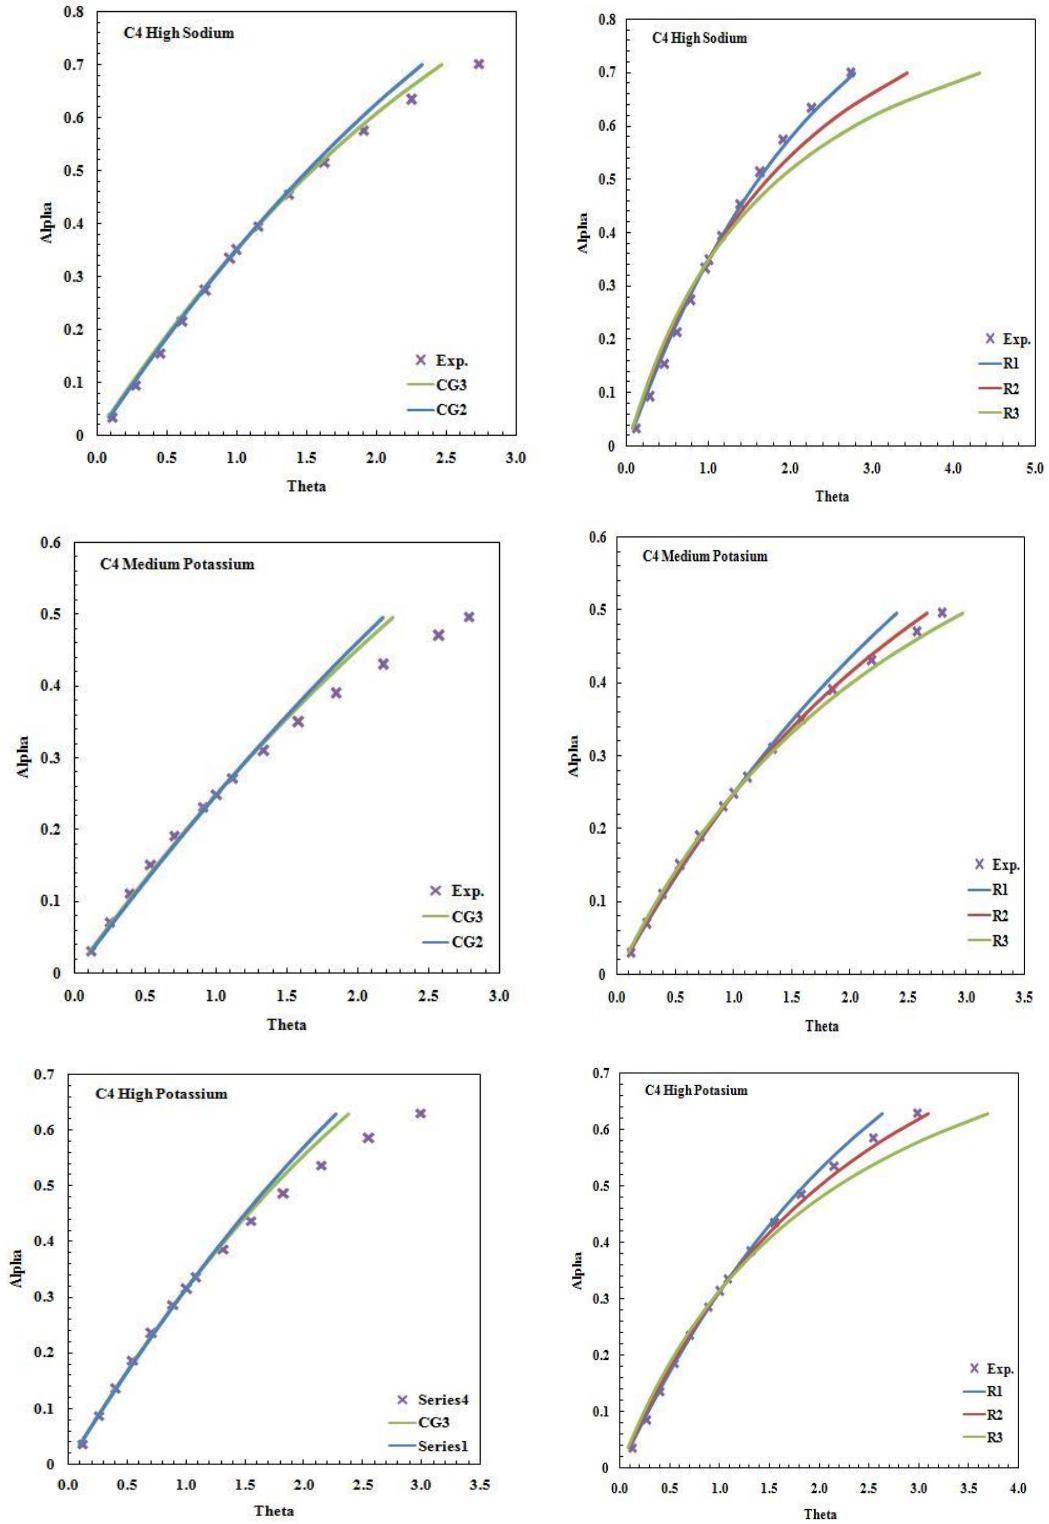 C4 High Sodium
0.8
0.7
0.6
0.5
0.4
0.3
0.2
0.1
0
Alpha
Exp.
CG3
CG2
0.0 0.5 1.0 1.5 2.0 2.5 3.0
Theta
C4 High Sodium
0.8
0.7
0.6
0.5
0.4
0.3
0.2
0.1
0
Alpha
Exp.
R1
R2
R3
0.0 1.0 2.0 3.0 4.0 5.0
Theta
C4 Medium Potassium
0.6
0.5
0.4
0.3
0.2
0.1
0
Alpha
Exp.
CG3
CG2
0.0 0.5 1.0 1.5 2.0 2.5 3.0
Theta
C4 Medium Potasium
0.6
0.5
0.4
0.3
0.2
0.1
0
Alpha
Exp.
R1
R2
R3
0.0 0.5 1.0 1.5 2.0 2.5 3.0 3.5
Theta
C4 High Potassium
0.7
0.6
0.5
0.4
0.3
0.2
0.1
0
Alpha
Series4
CG3
Series1
0.0 0.5 1.0 1.5 2.0 2.5 3.0 3.5
Theta
C4 High Potasium
0.7
0.6
0.5
0.4
0.3
0.2
0.1
0
Alpha
Exp.
R1
R2
R3
0.0 0.5 1.0 1.5 2.0 2.5 3.0 3.5 4.0
Theta